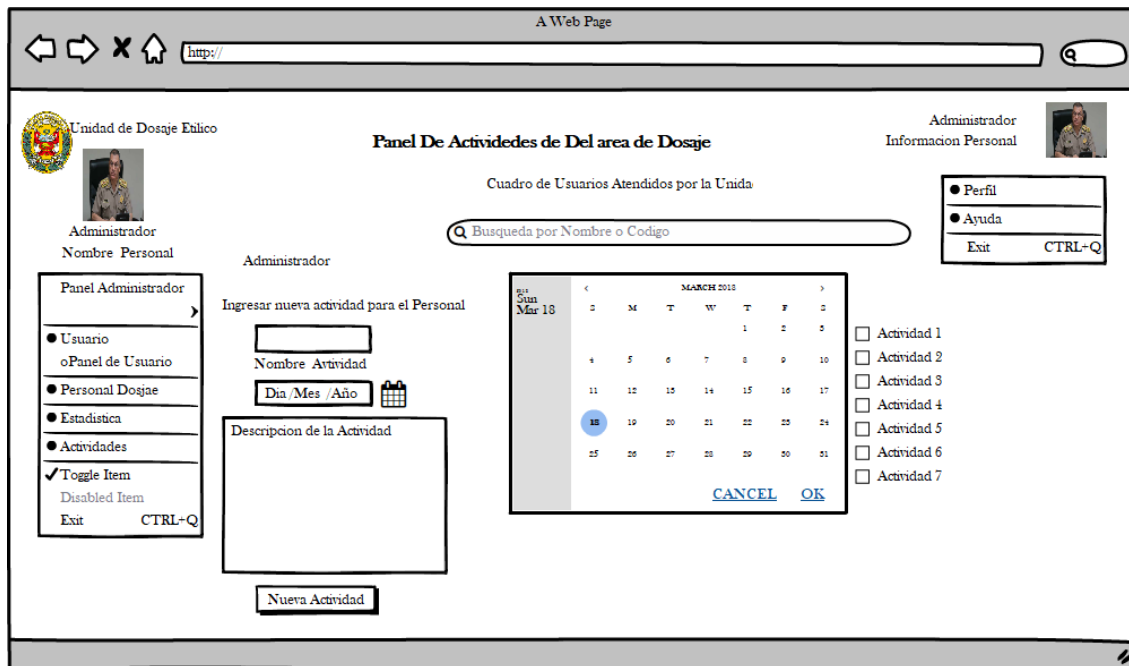 A Web Page
http://
Unidad de Dosaje Etilico
Administrador
Informacion Personal
Panel De Actividedes de Del area de Dosaje
Cuadro de Usuarios Atendidos por la Unida
Perfil
Ayuda
Exit CTRL+Q
Busqueda por Nombre o Codigo
Administrador
Nombre Personal
Panel Administrador
Usuario
oPanel de Usuario
Personal Dosjae
Estadistica
Actividades
Toggle Item
Disabled Item
Exit CTRL+Q
Administrador
Ingresar nueva actividad para el Personal
Nombre Avtividad
Dia /Mes /Año
Descripcion de la Actividad
Nueva Actividad
Sun
Mar 18
MARCH 2018
S M T W T F S
1 2 3
4 5 6 7 8 9 10
11 12 13 14 15 16 17
18 19 20 21 22 23 24
25 26 27 28 29 30 31
CANCEL OK
Actividad 1
Actividad 2
Actividad 3
Actividad 4
Actividad 5
Actividad 6
Actividad 7